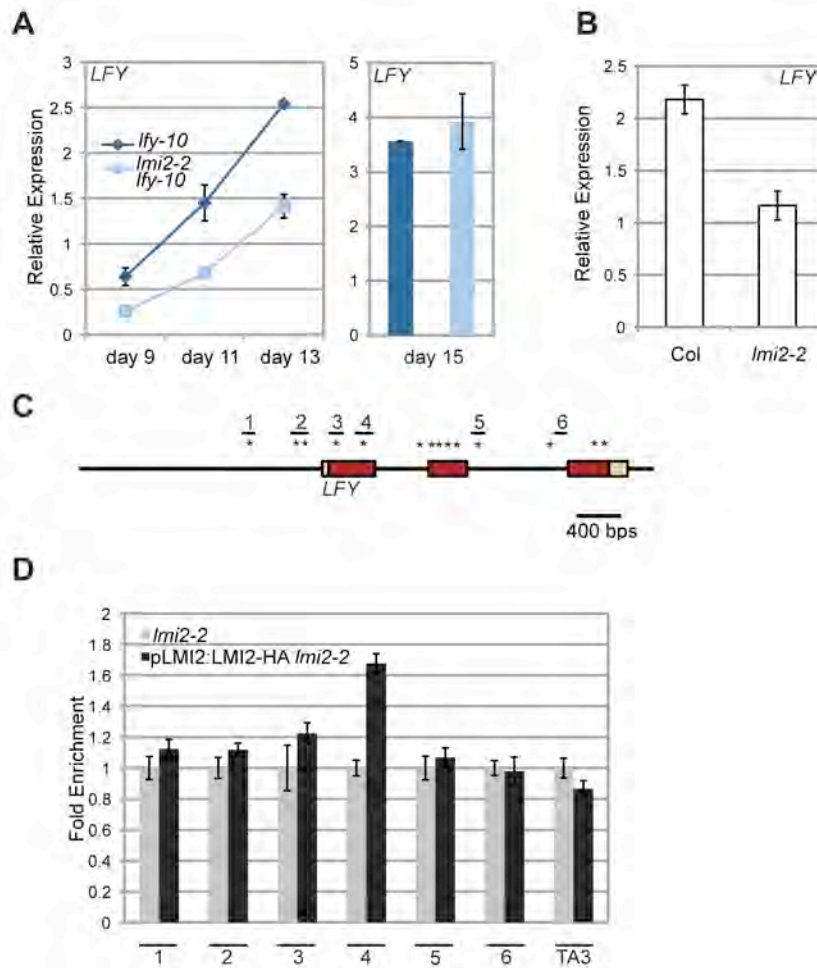 A
B
LFY
3
2.5
2
1.5
1
0.5
0
Relative Expression
lfy-10
lmi2-2
lfy-10
day 9
day 11
day 13
LFY
5
4
3
2
1
0
day 15
LFY
2.5
2
1.5
1
0.5
0
Relative Expression
Col
lmi2-2
C
1 2 3 4 5 6
* ** * * * **** * * **
LFY
400 bps
D
2
1.8
1.6
1.4
1.2
1
0.8
0.6
0.4
0.2
0
Fold Enrichment
lmi2-2
pLMI2:LMI2-HA lmi2-2
1 2 3 4 5 6 TA3